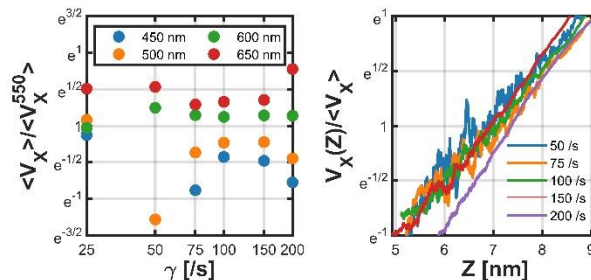 e^{3/2}
e^1
e^{1/2}
1
e^{-1/2}
e^{-1}
e^{-3/2}
<V_X>/<V_X^{550}>
450 nm
500 nm
600 nm
650 nm
25 50 75 100 150 200
γ [/s]
e^1
e^{1/2}
1
e^{-1/2}
e^{-1}
V_X(Z)/<V_X>
50 /s
75 /s
100 /s
150 /s
200 /s
5 6 7 8 9
Z [nm]